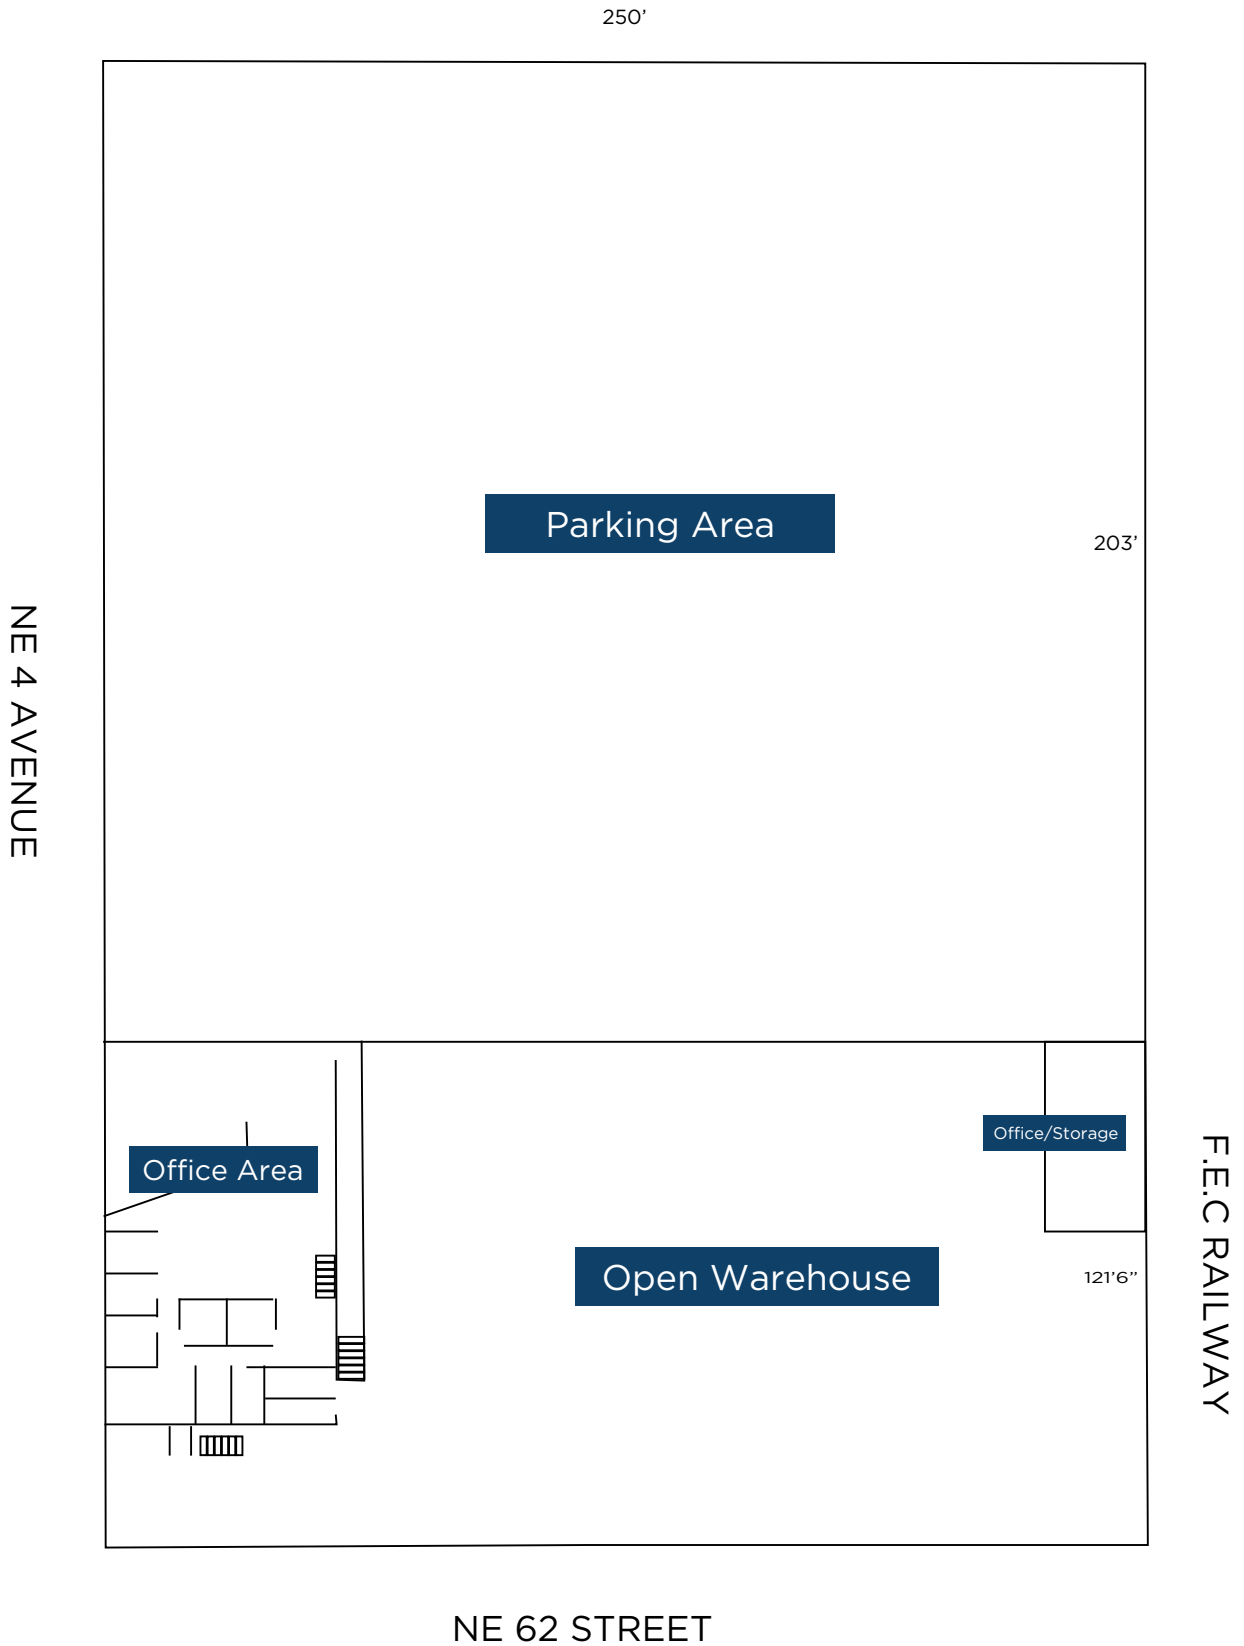 250’
Parking Area
203’
NE 4 AVENUE
Office/Storage
Office Area
F.E.C RAILWAY
Open Warehouse
121’6”
NE 62 STREET